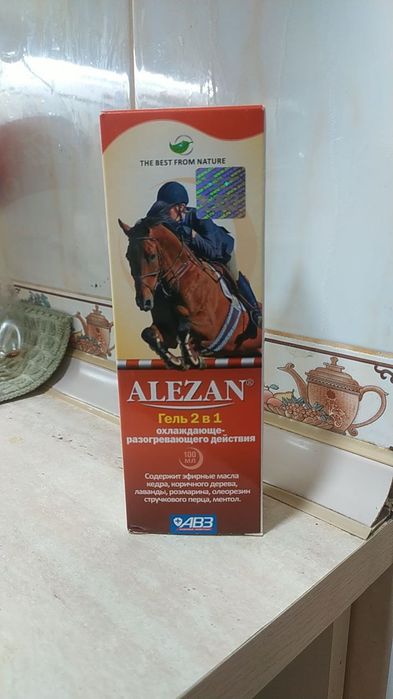 THE BEST FROM NATURE
ALEZAN®
Гель 2 в 1
охлаждающе-
разогревающего действия
100
МЛ
Содержит эфирные масла
кедра, коричного дерева,
лаванды, розмарина, олеорезин
стручкового перца, ментол.
АВЗ